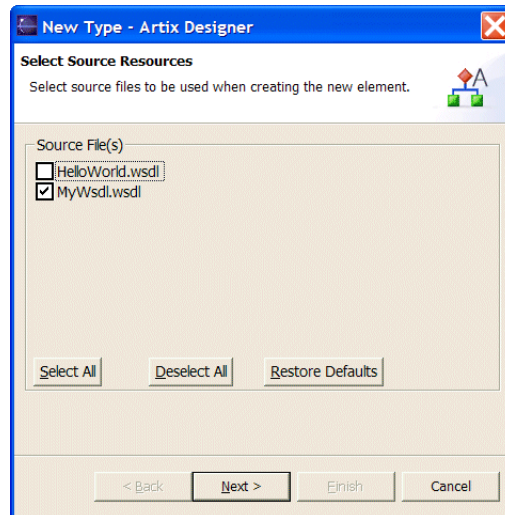 New Type - Artix Designer
Select Source Resources
Select source files to be used when creating the new element.
A
Source File(s)
HelloWorld.wsdl
MyWsdl.wsdl
Select All Deselect All Restore Defaults
< Back Next > Finish Cancel